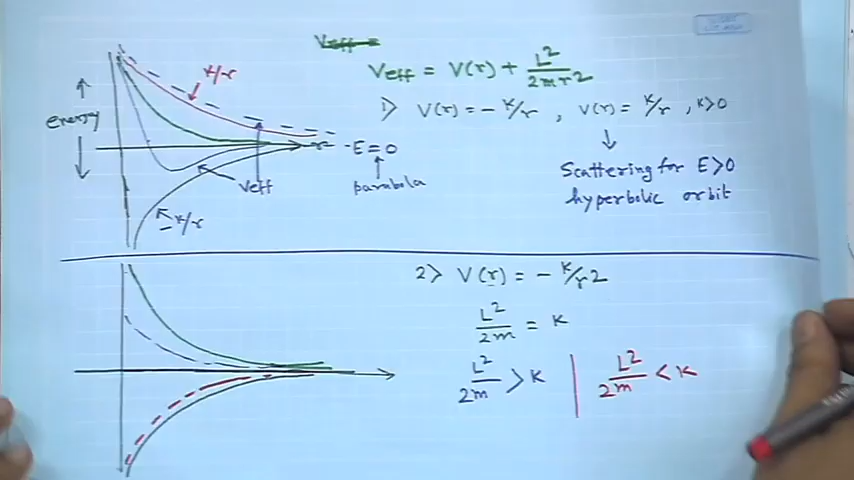 Veff =
Veff = V(r) + L²/2mr²
k/r
energy
1) V(r) = -k/r , V(r) = k/r , k>0
r -E=0
Scattering for E>0
Veff
parabola
hyperbolic orbit
-k/r
2) V(r) = -k/r²
L²/2m = k
L²/2m > k | L²/2m < k